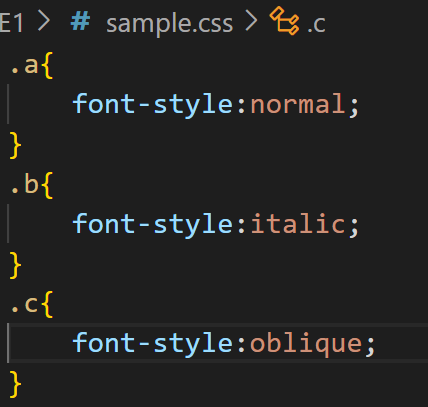 E1 > # sample.css > .c
.a{
    font-style:normal;
}
.b{
    font-style:italic;
}
.c{
    font-style:oblique;
}